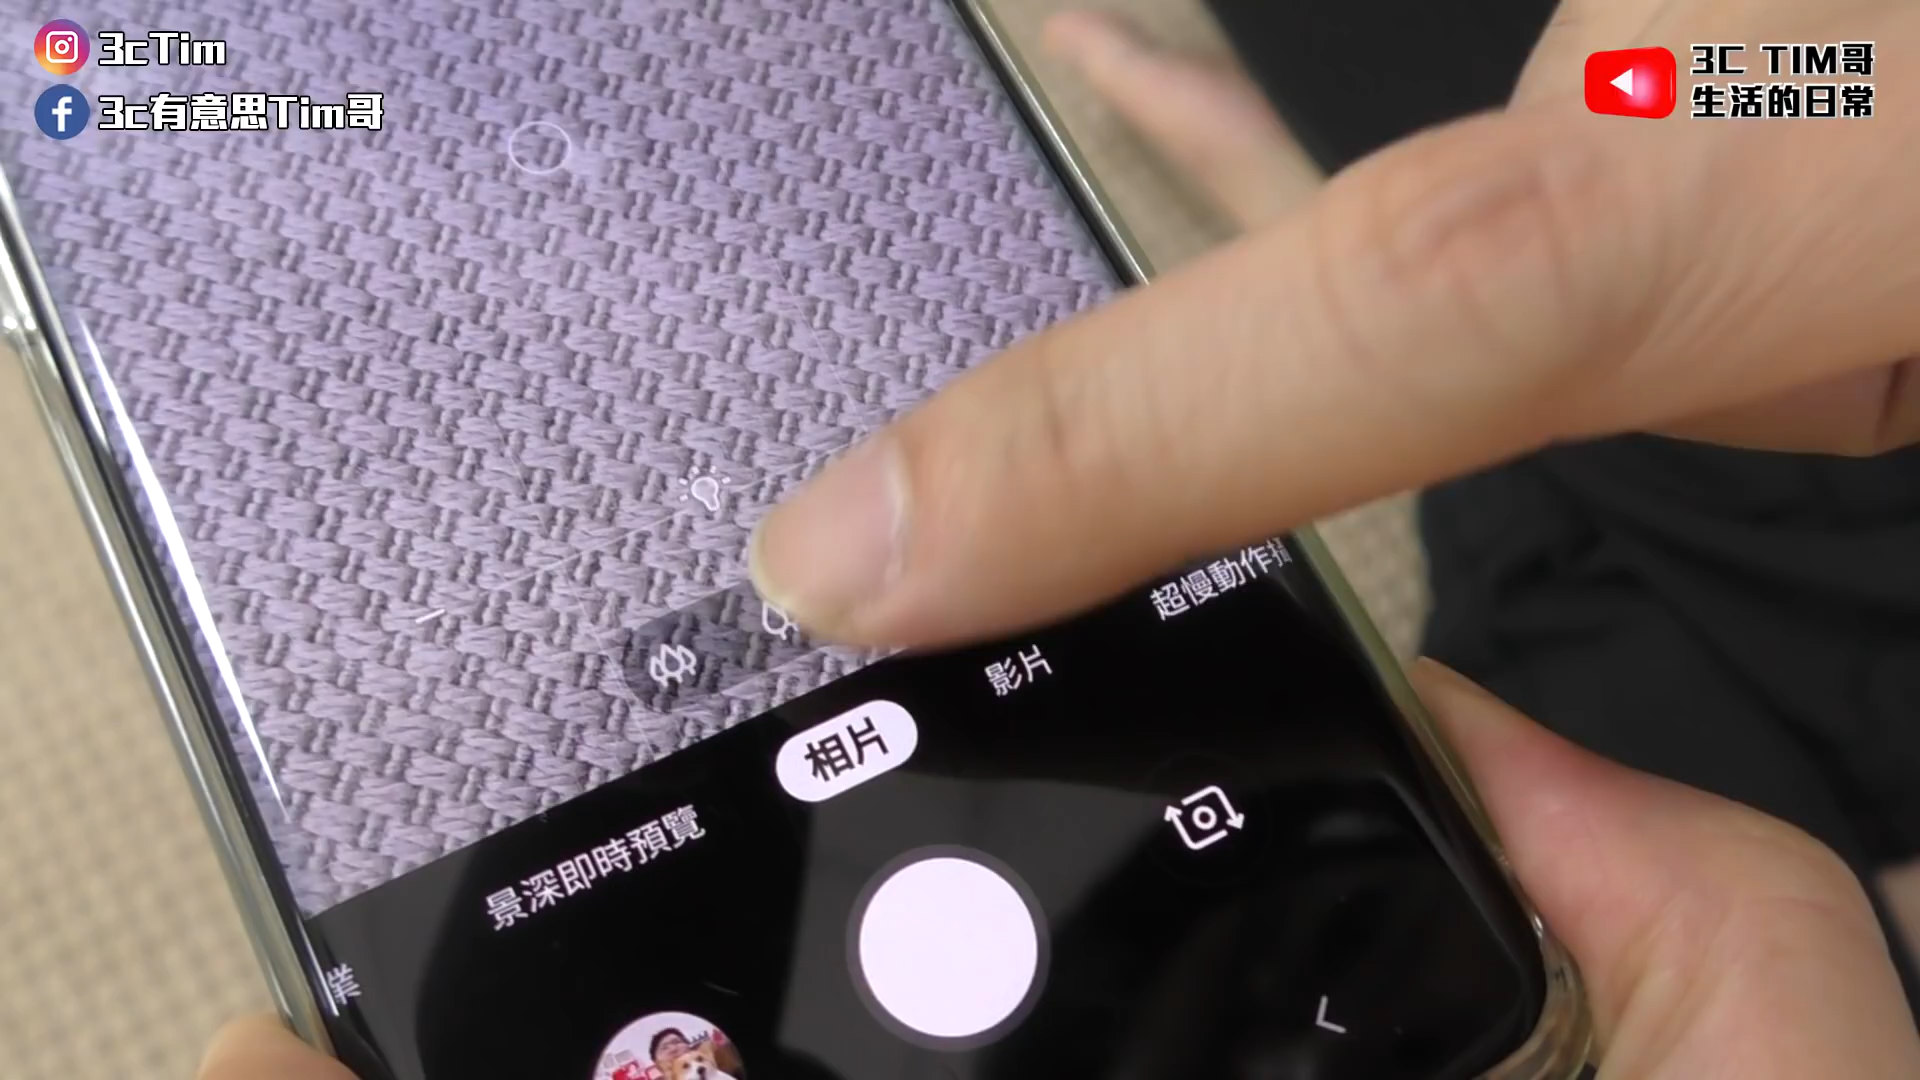 3cTim
3c有意思Tim哥
3C TIM哥
生活的日常
超慢動作
影片
相片
景深即時預覽
業